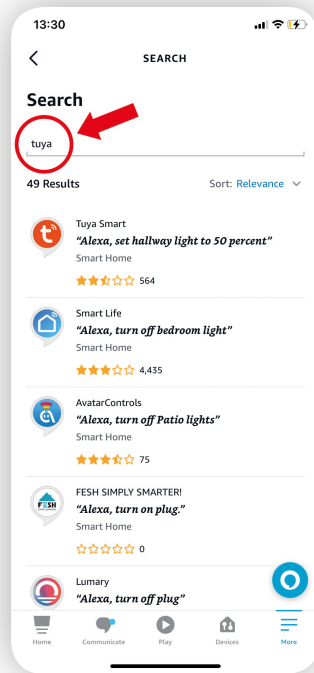 13:30
SEARCH
Search
tuya
49 Results
Sort: Relevance
Tuya Smart
“Alexa, set hallway light to 50 percent”
Smart Home
564
Smart Life
“Alexa, turn off bedroom light”
Smart Home
4,435
AvatarControls
“Alexa, turn off Patio lights”
Smart Home
75
FESH
FESH SIMPLY SMARTER!
“Alexa, turn on plug.”
Smart Home
0
Lumary
“Alexa, turn off plug”
Home
Communicate
Play
Devices
More